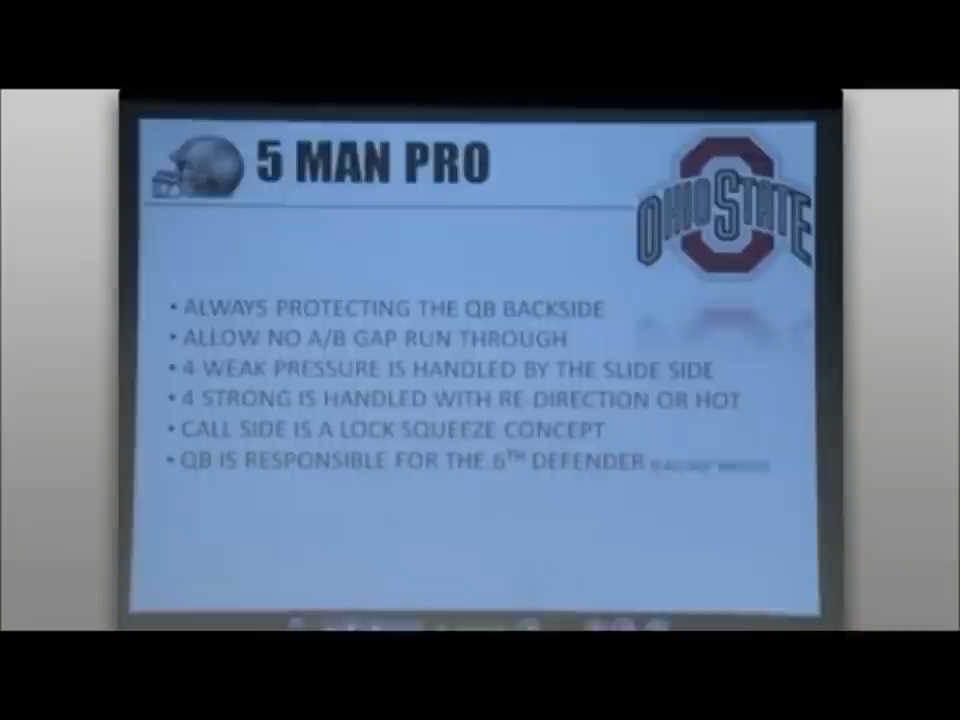 5 MAN PRO
OHIO STATE
• ALWAYS PROTECTING THE QB BACKSIDE
• ALLOW NO A/B GAP RUN THROUGH
• 4 WEAK PRESSURE IS HANDLED BY THE SLIDE SIDE
• 4 STRONG IS HANDLED WITH RE-DIRECTION OR HOT
• CALL SIDE IS A LOCK SQUEEZE CONCEPT
• QB IS RESPONSIBLE FOR THE 6TH DEFENDER